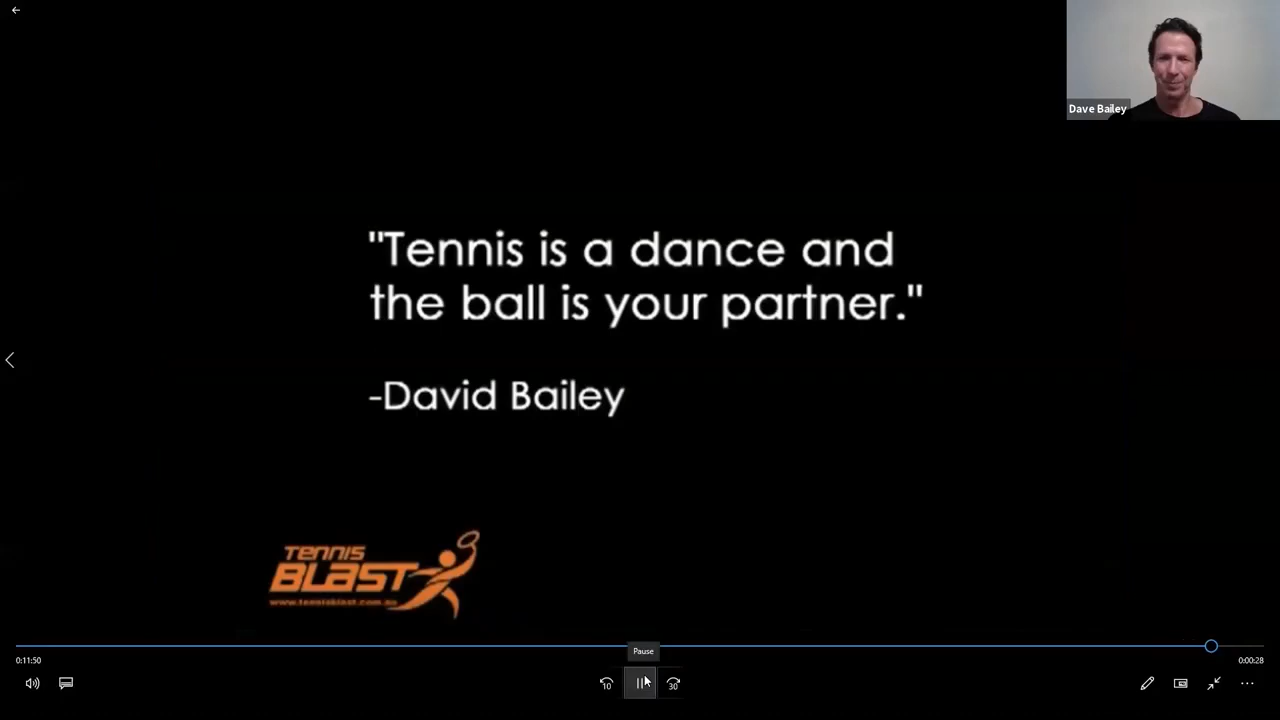 Dave Bailey
"Tennis is a dance and
the ball is your partner."
-David Bailey
TENNIS
BLAST
www.tennisblast.com.au
Pause
0:11:50
0:00:28
10
30